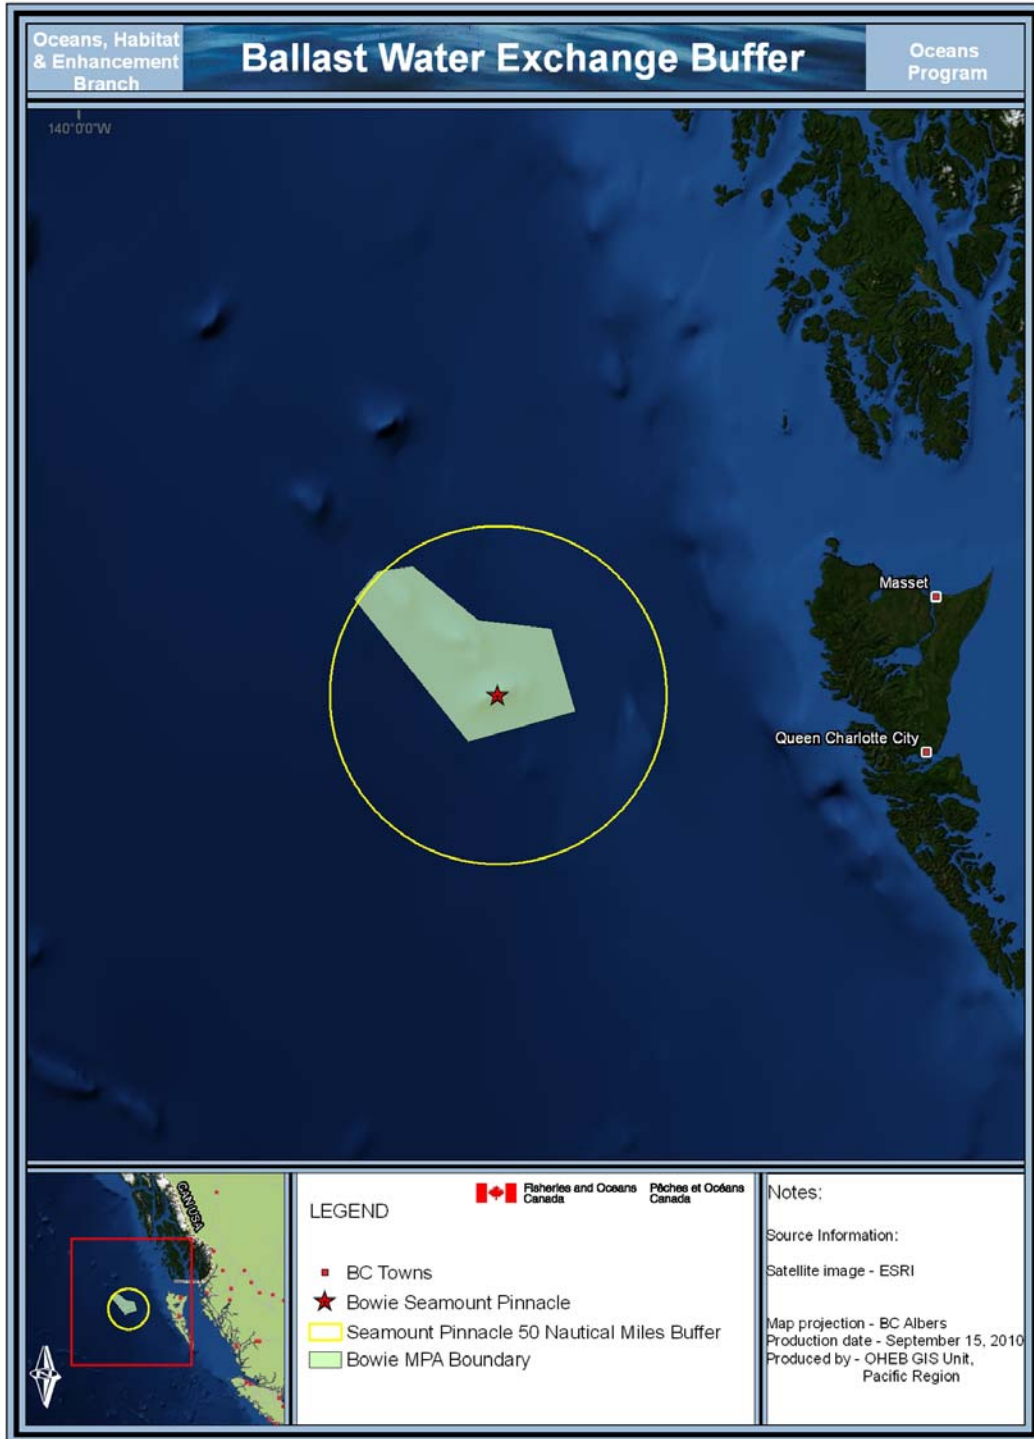 Oceans, Habitat
& Enhancement
Branch
Ballast Water Exchange Buffer
Oceans
Program
140°0'0"W
Masset
Queen Charlotte City
CAN/USA
LEGEND
Fisheries and Oceans
Canada
Pêches et Océans
Canada
BC Towns
Bowie Seamount Pinnacle
Seamount Pinnacle 50 Nautical Miles Buffer
Bowie MPA Boundary
Notes:
Source Information:
Satellite image - ESRI
Map projection - BC Albers
Production date - September 15, 2010
Produced by - OHEB GIS Unit,
Pacific Region